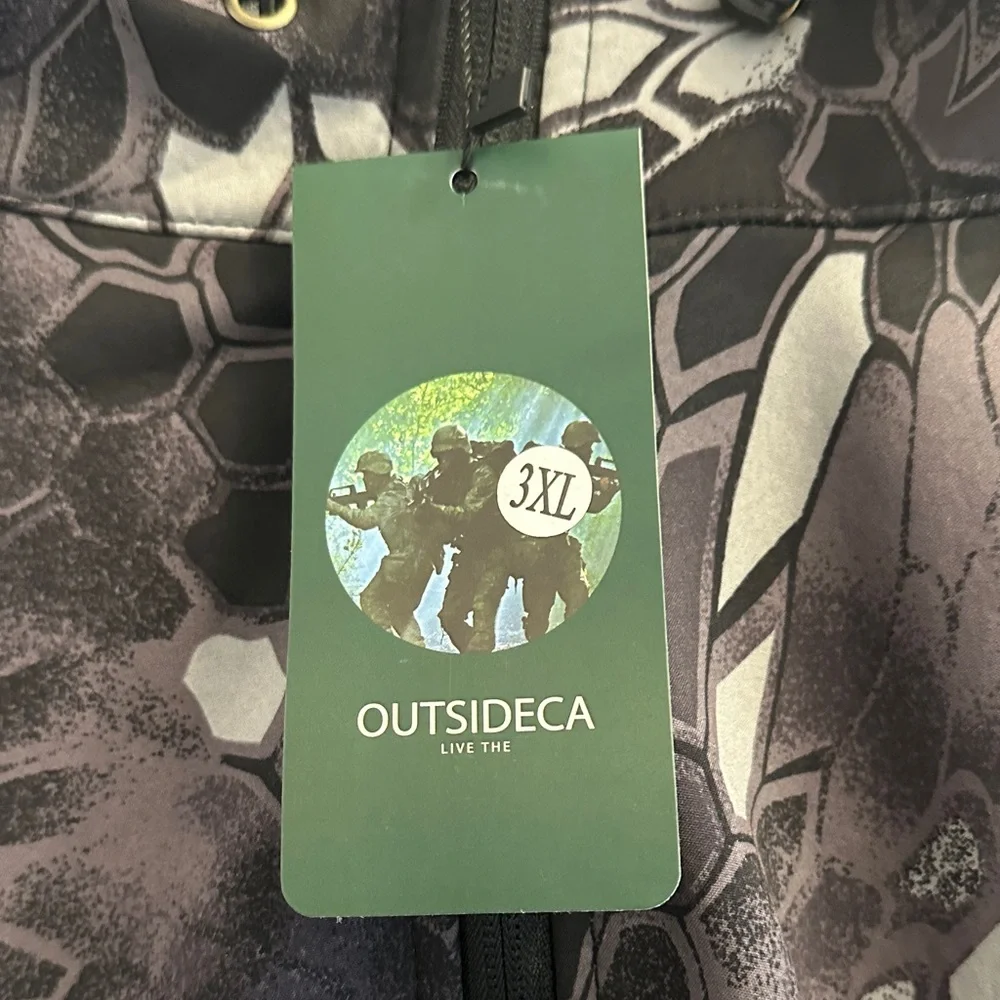 3XL
OUTSIDECA
LIVE THE